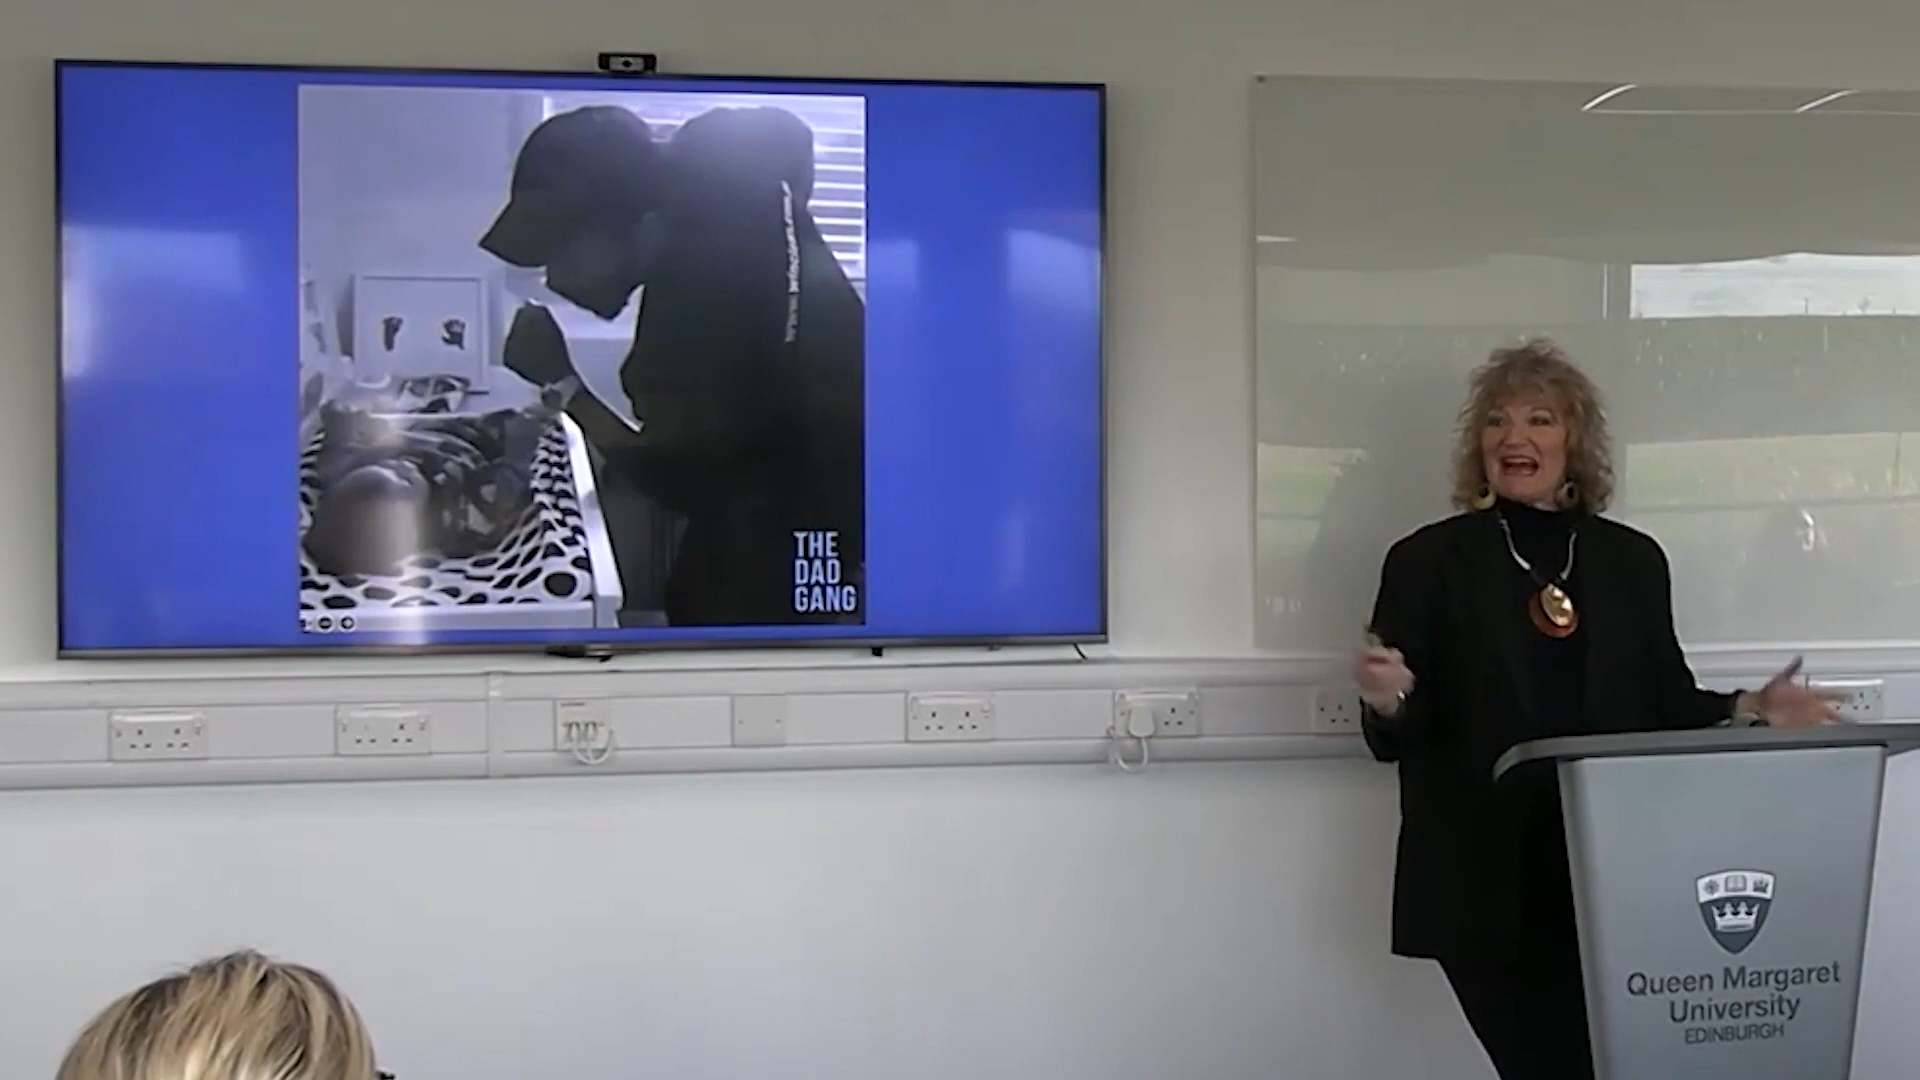 THE
DAD
GANG
Queen Margaret
University
EDINBURGH